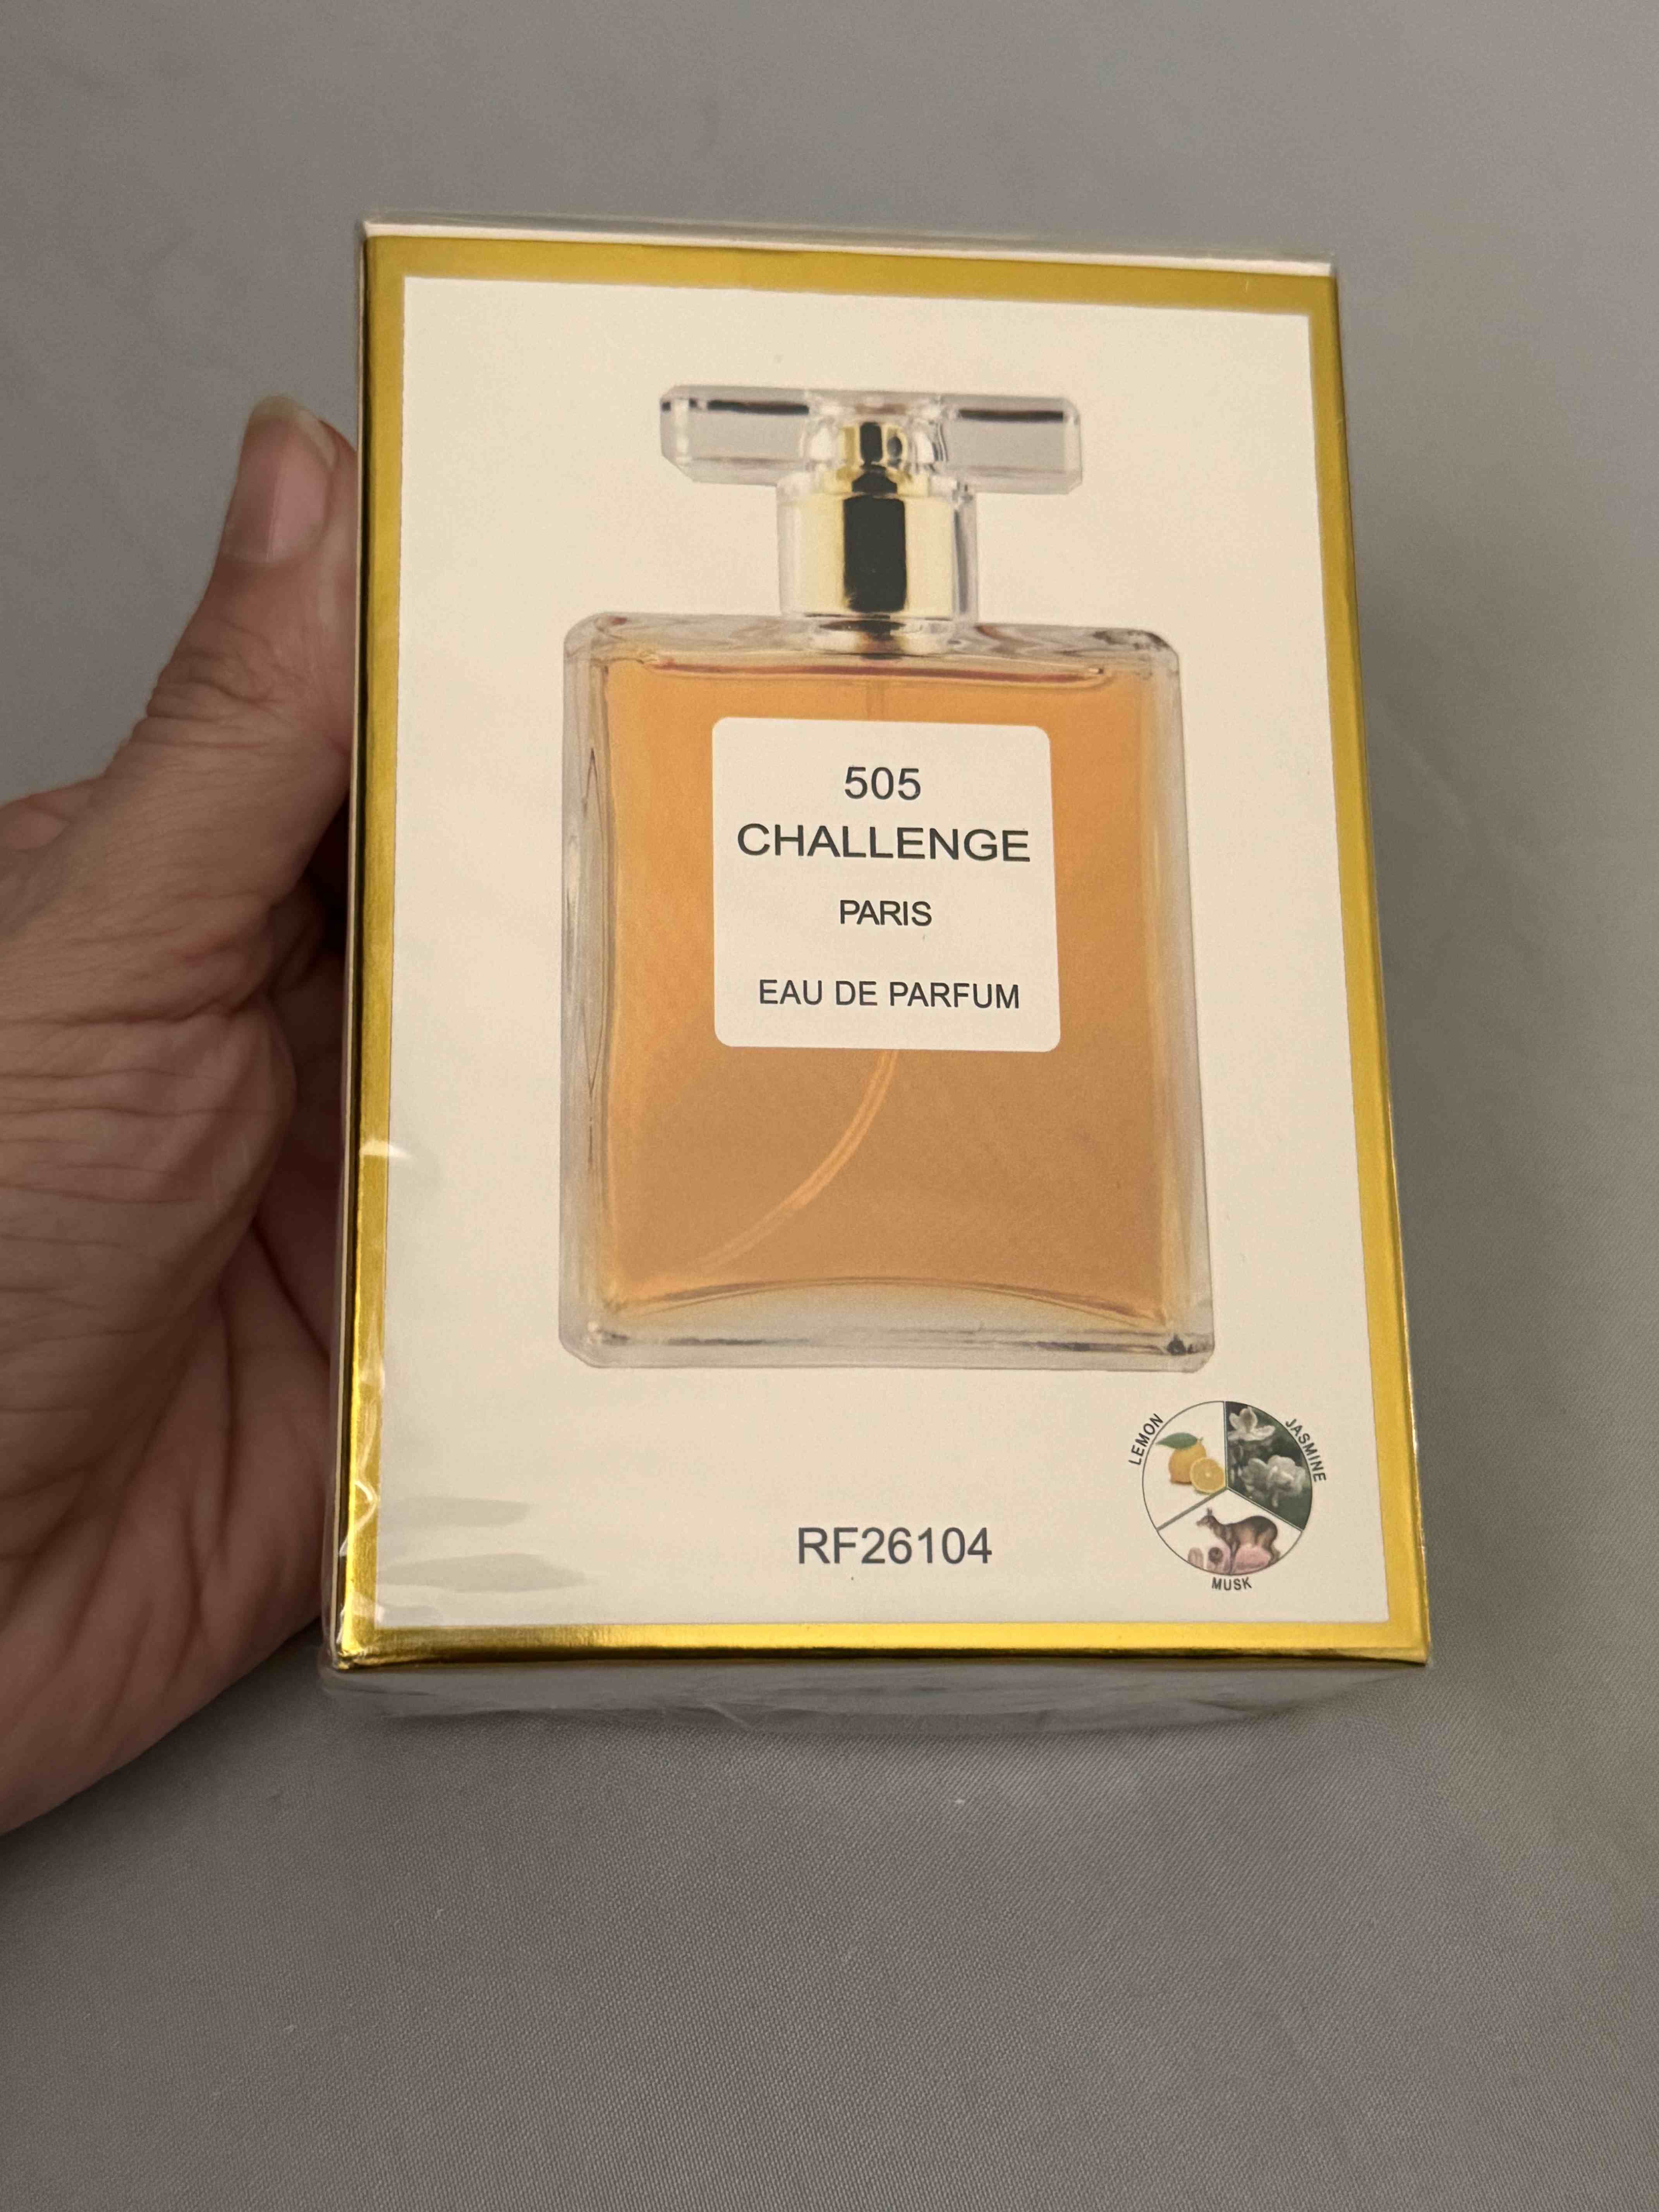 505
CHALLENGE
PARIS
EAU DE PARFUM
LEMON
JASMINE
MUSK
RF26104